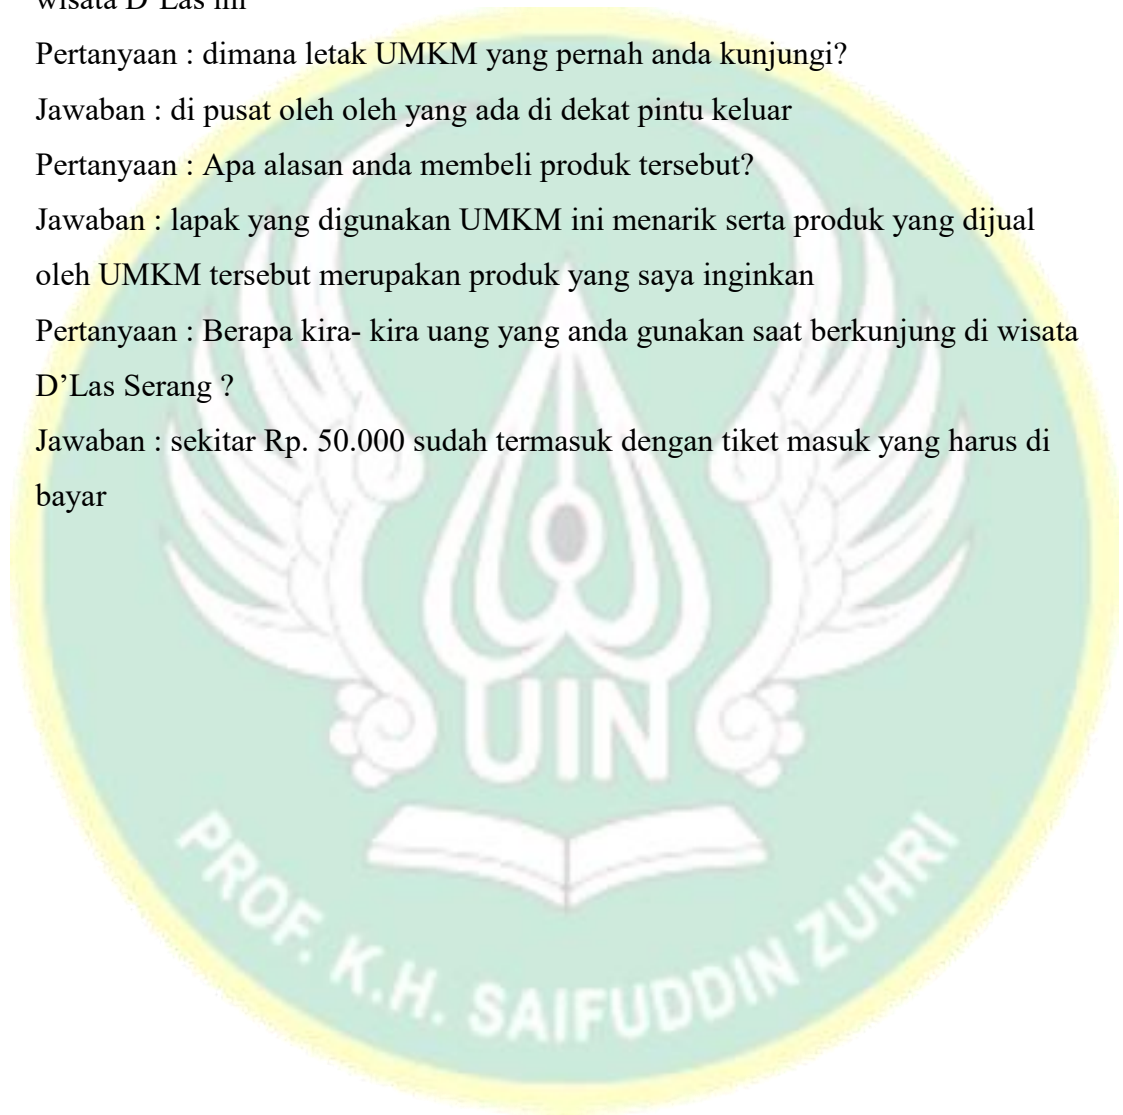 wisata D'Las ini
Pertanyaan : dimana letak UMKM yang pernah anda kunjungi?
Jawaban : di pusat oleh oleh yang ada di dekat pintu keluar
Pertanyaan : Apa alasan anda membeli produk tersebut?
Jawaban : lapak yang digunakan UMKM ini menarik serta produk yang dijual
oleh UMKM tersebut merupakan produk yang saya inginkan
Pertanyaan : Berapa kira- kira uang yang anda gunakan saat berkunjung di wisata
D’Las Serang ?
Jawaban : sekitar Rp. 50.000 sudah termasuk dengan tiket masuk yang harus di
bayar
UIN
PROF. K.H. SAIFUDDIN ZUHRI